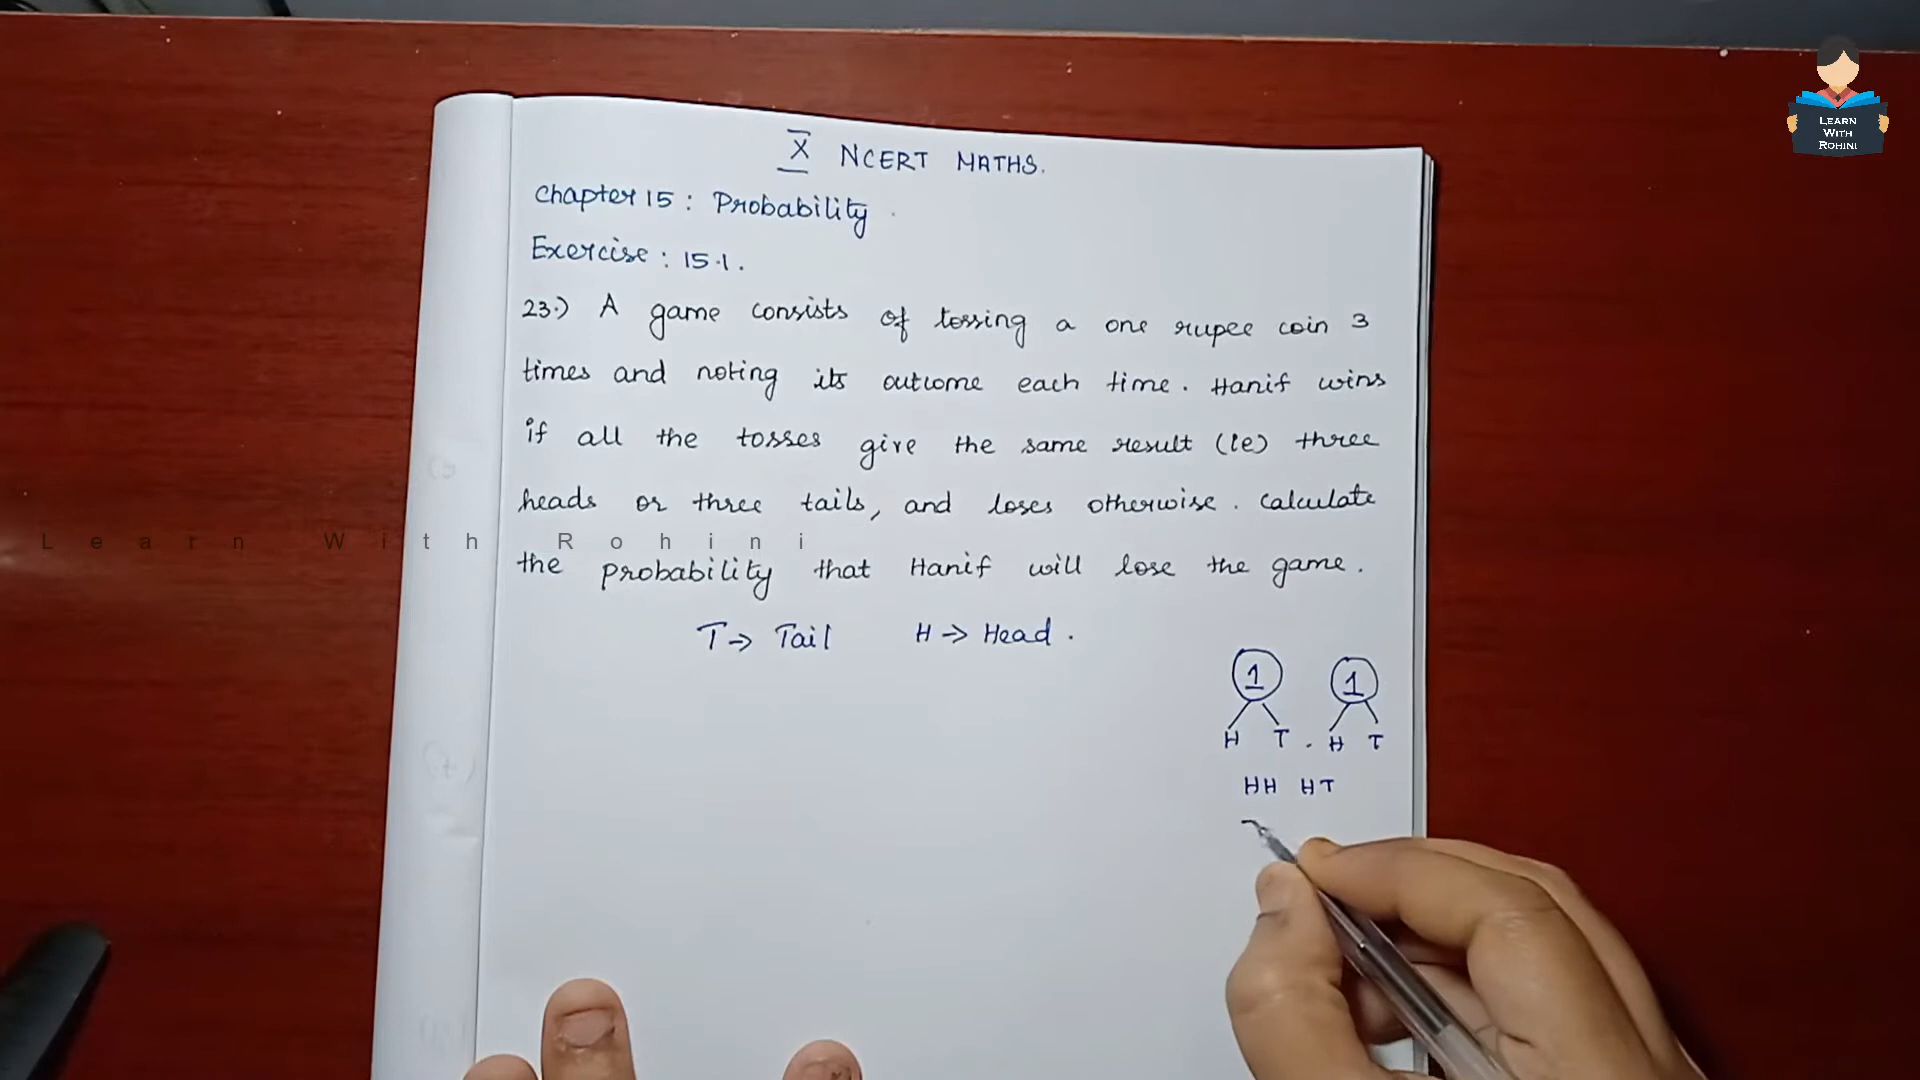 X NCERT MATHS.
Chapter 15 : Probability
Exercise : 15.1.
23.) A game consists of tossing a one rupee coin 3
times and noting its outcome each time. Hanif wins
if all the tosses give the same result (ie) three
heads or three tails, and loses otherwise. Calculate
the probability that Hanif will lose the game.
T → Tail H → Head.
1 1
H T . H T
HH HT
LEARN
WITH
ROHINI
Learn With Rohini